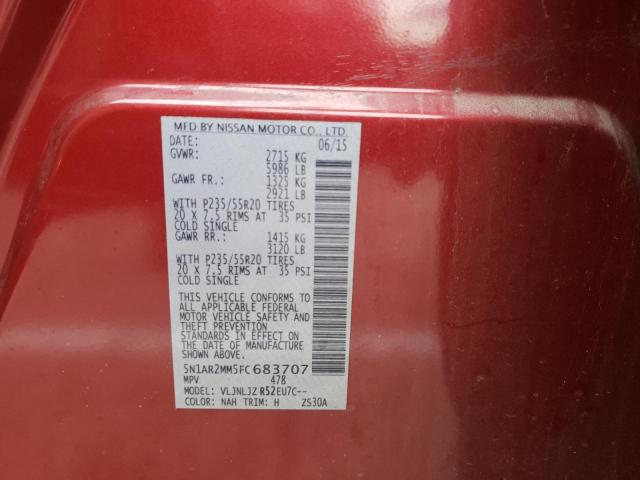 MFD BY NISSAN MOTOR CO., LTD.
DATE: 06/15
GVWR: 2715 KG
5986 LB
GAWR FR.: 1325 KG
2921 LB
WITH P235/55R20 TIRES
20 X 7.5 RIMS AT 35 PSI
COLD SINGLE
GAWR RR.: 1415 KG
3120 LB
WITH P235/55R20 TIRES
20 X 7.5 RIMS AT 35 PSI
COLD SINGLE
THIS VEHICLE CONFORMS TO
ALL APPLICABLE FEDERAL
MOTOR VEHICLE SAFETY AND
THEFT PREVENTION
STANDARDS IN EFFECT ON
THE DATE OF MANUFACTURE
SHOWN ABOVE.
5N1AR2MM5FC683707
MPV 478
MODEL: VLJNLJZ R52EU7C--
COLOR: NAH TRIM: H ZS30A